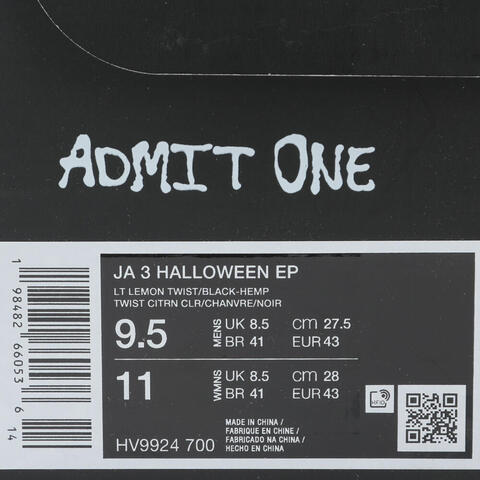 ADMIT ONE
JA 3 HALLOWEEN EP
LT LEMON TWIST/BLACK-HEMP
TWIST CITRN CLR/CHANVRE/NOIR
9.5 MENS UK 8.5 cm 27.5
BR 41 EUR 43
11 WMNS UK 8.5 cm 28
BR 41 EUR 43
HV9924 700
MADE IN CHINA /
FABRIQUE EN CHINE /
FABRICADO NA CHINA /
HECHO EN CHINA
RFID
1 98482 66053 6 14